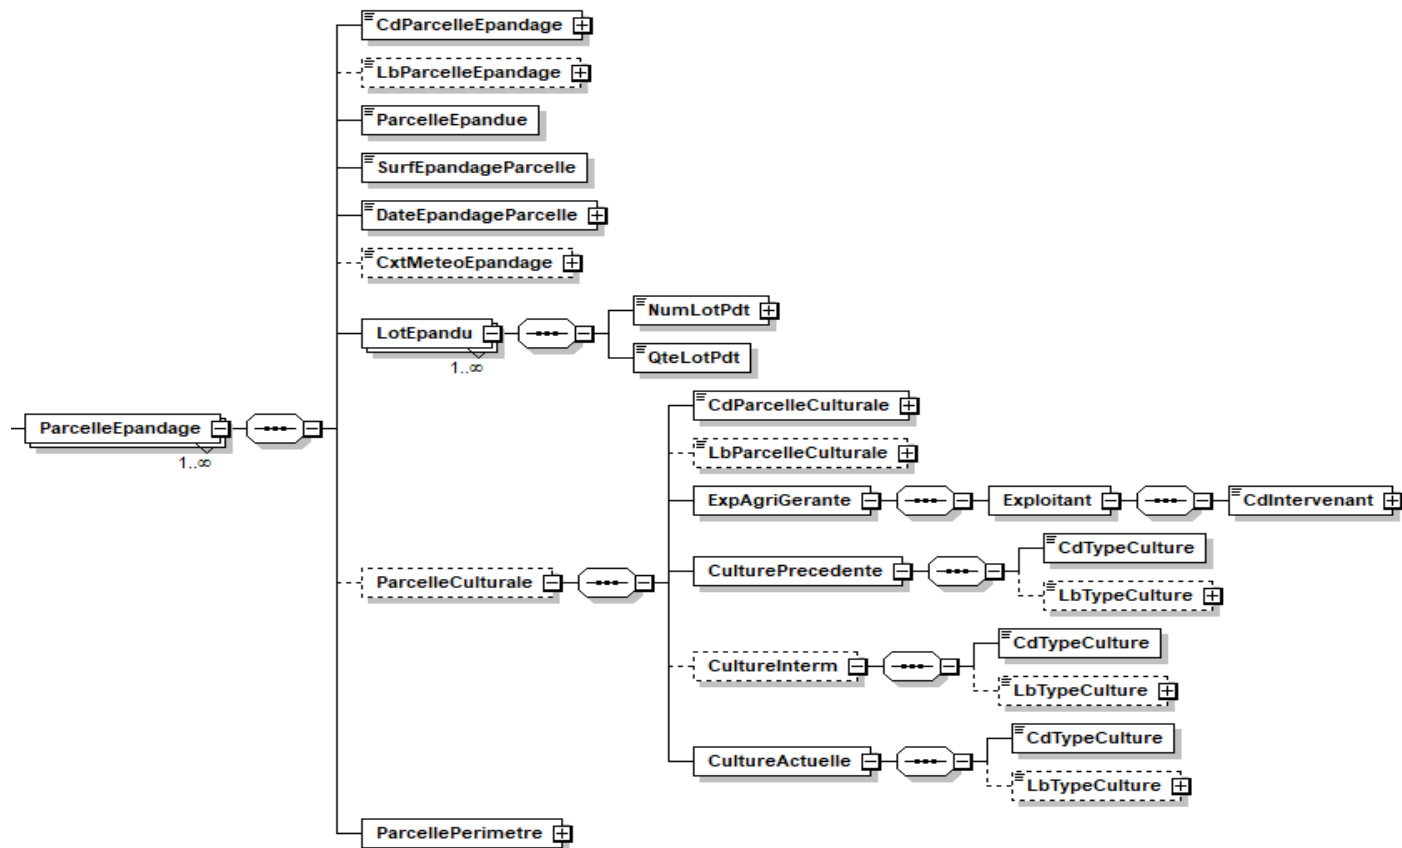 CdParcelleEpandage
LbParcelleEpandage
ParcelleEpandue
SurfEpandageParcelle
DateEpandageParcelle
CxtMeteoEpandage
LotEpandu
1..∞
NumLotPdt
QteLotPdt
ParcelleEpandage
1..∞
ParcelleCulturale
CdParcelleCulturale
LbParcelleCulturale
ExpAgriGerante
Exploitant
CdIntervenant
CulturePrecedente
CdTypeCulture
LbTypeCulture
CultureInterm
CdTypeCulture
LbTypeCulture
CultureActuelle
CdTypeCulture
LbTypeCulture
ParcellePerimetre